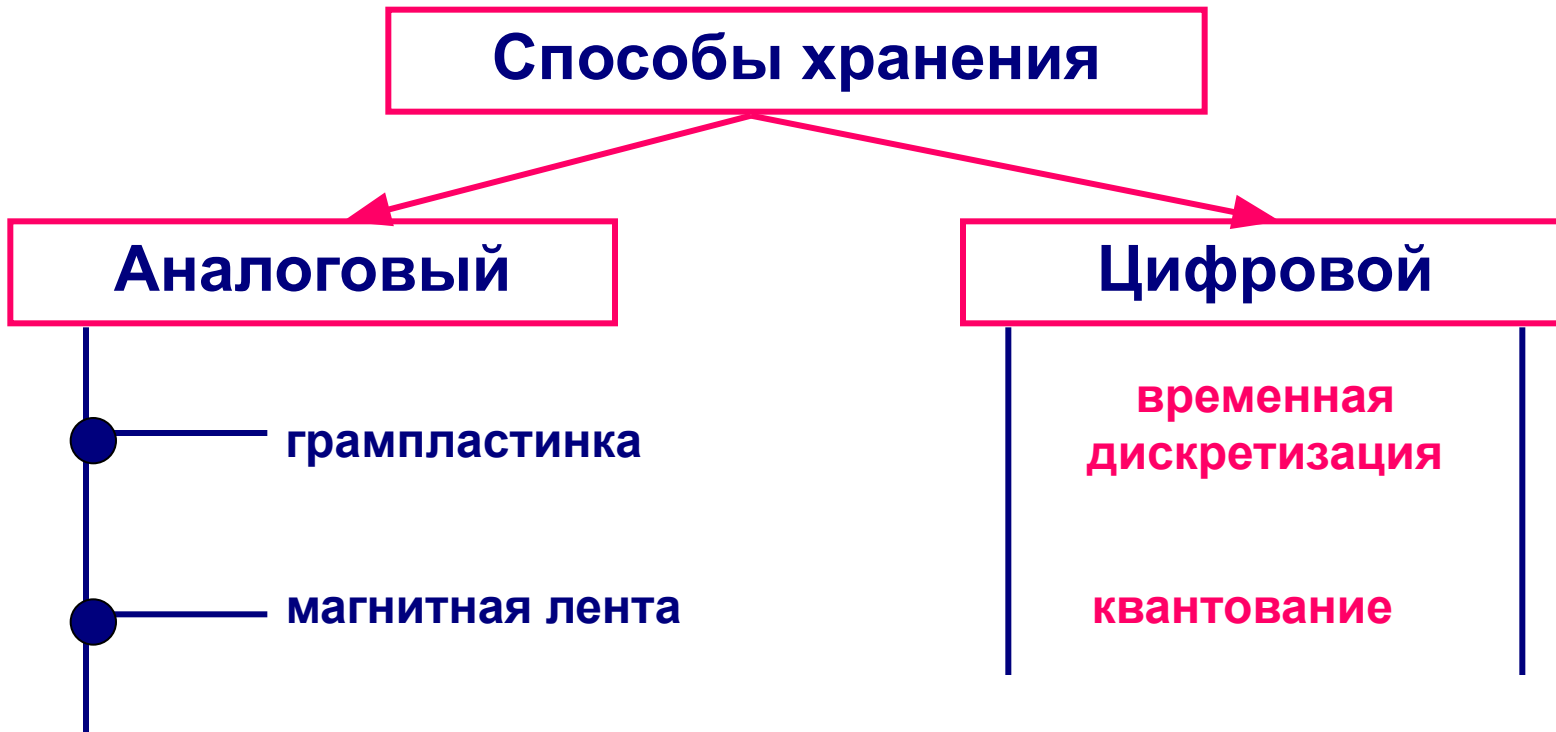 Способы хранения
Аналоговый
Цифровой
грампластинка
магнитная лента
временная
дискретизация
квантование